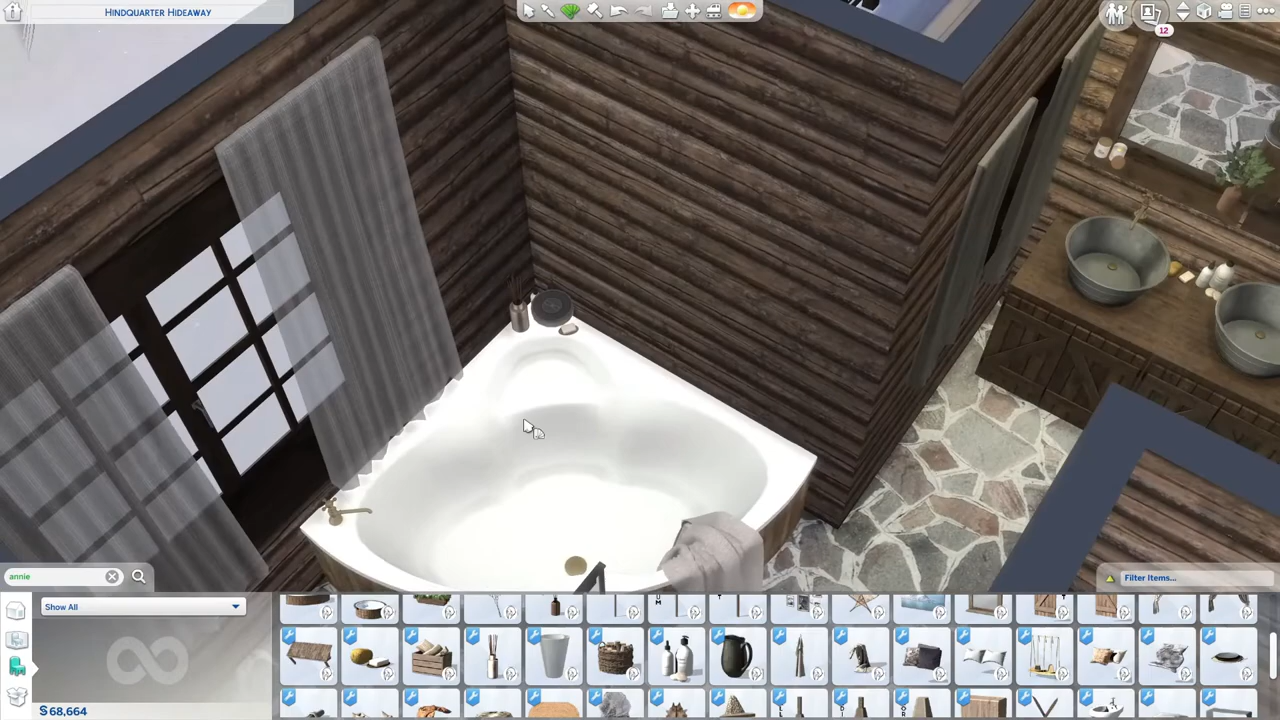 HINDQUARTER HIDEAWAY
12
annie
Filter Items...
Show All
$68,664